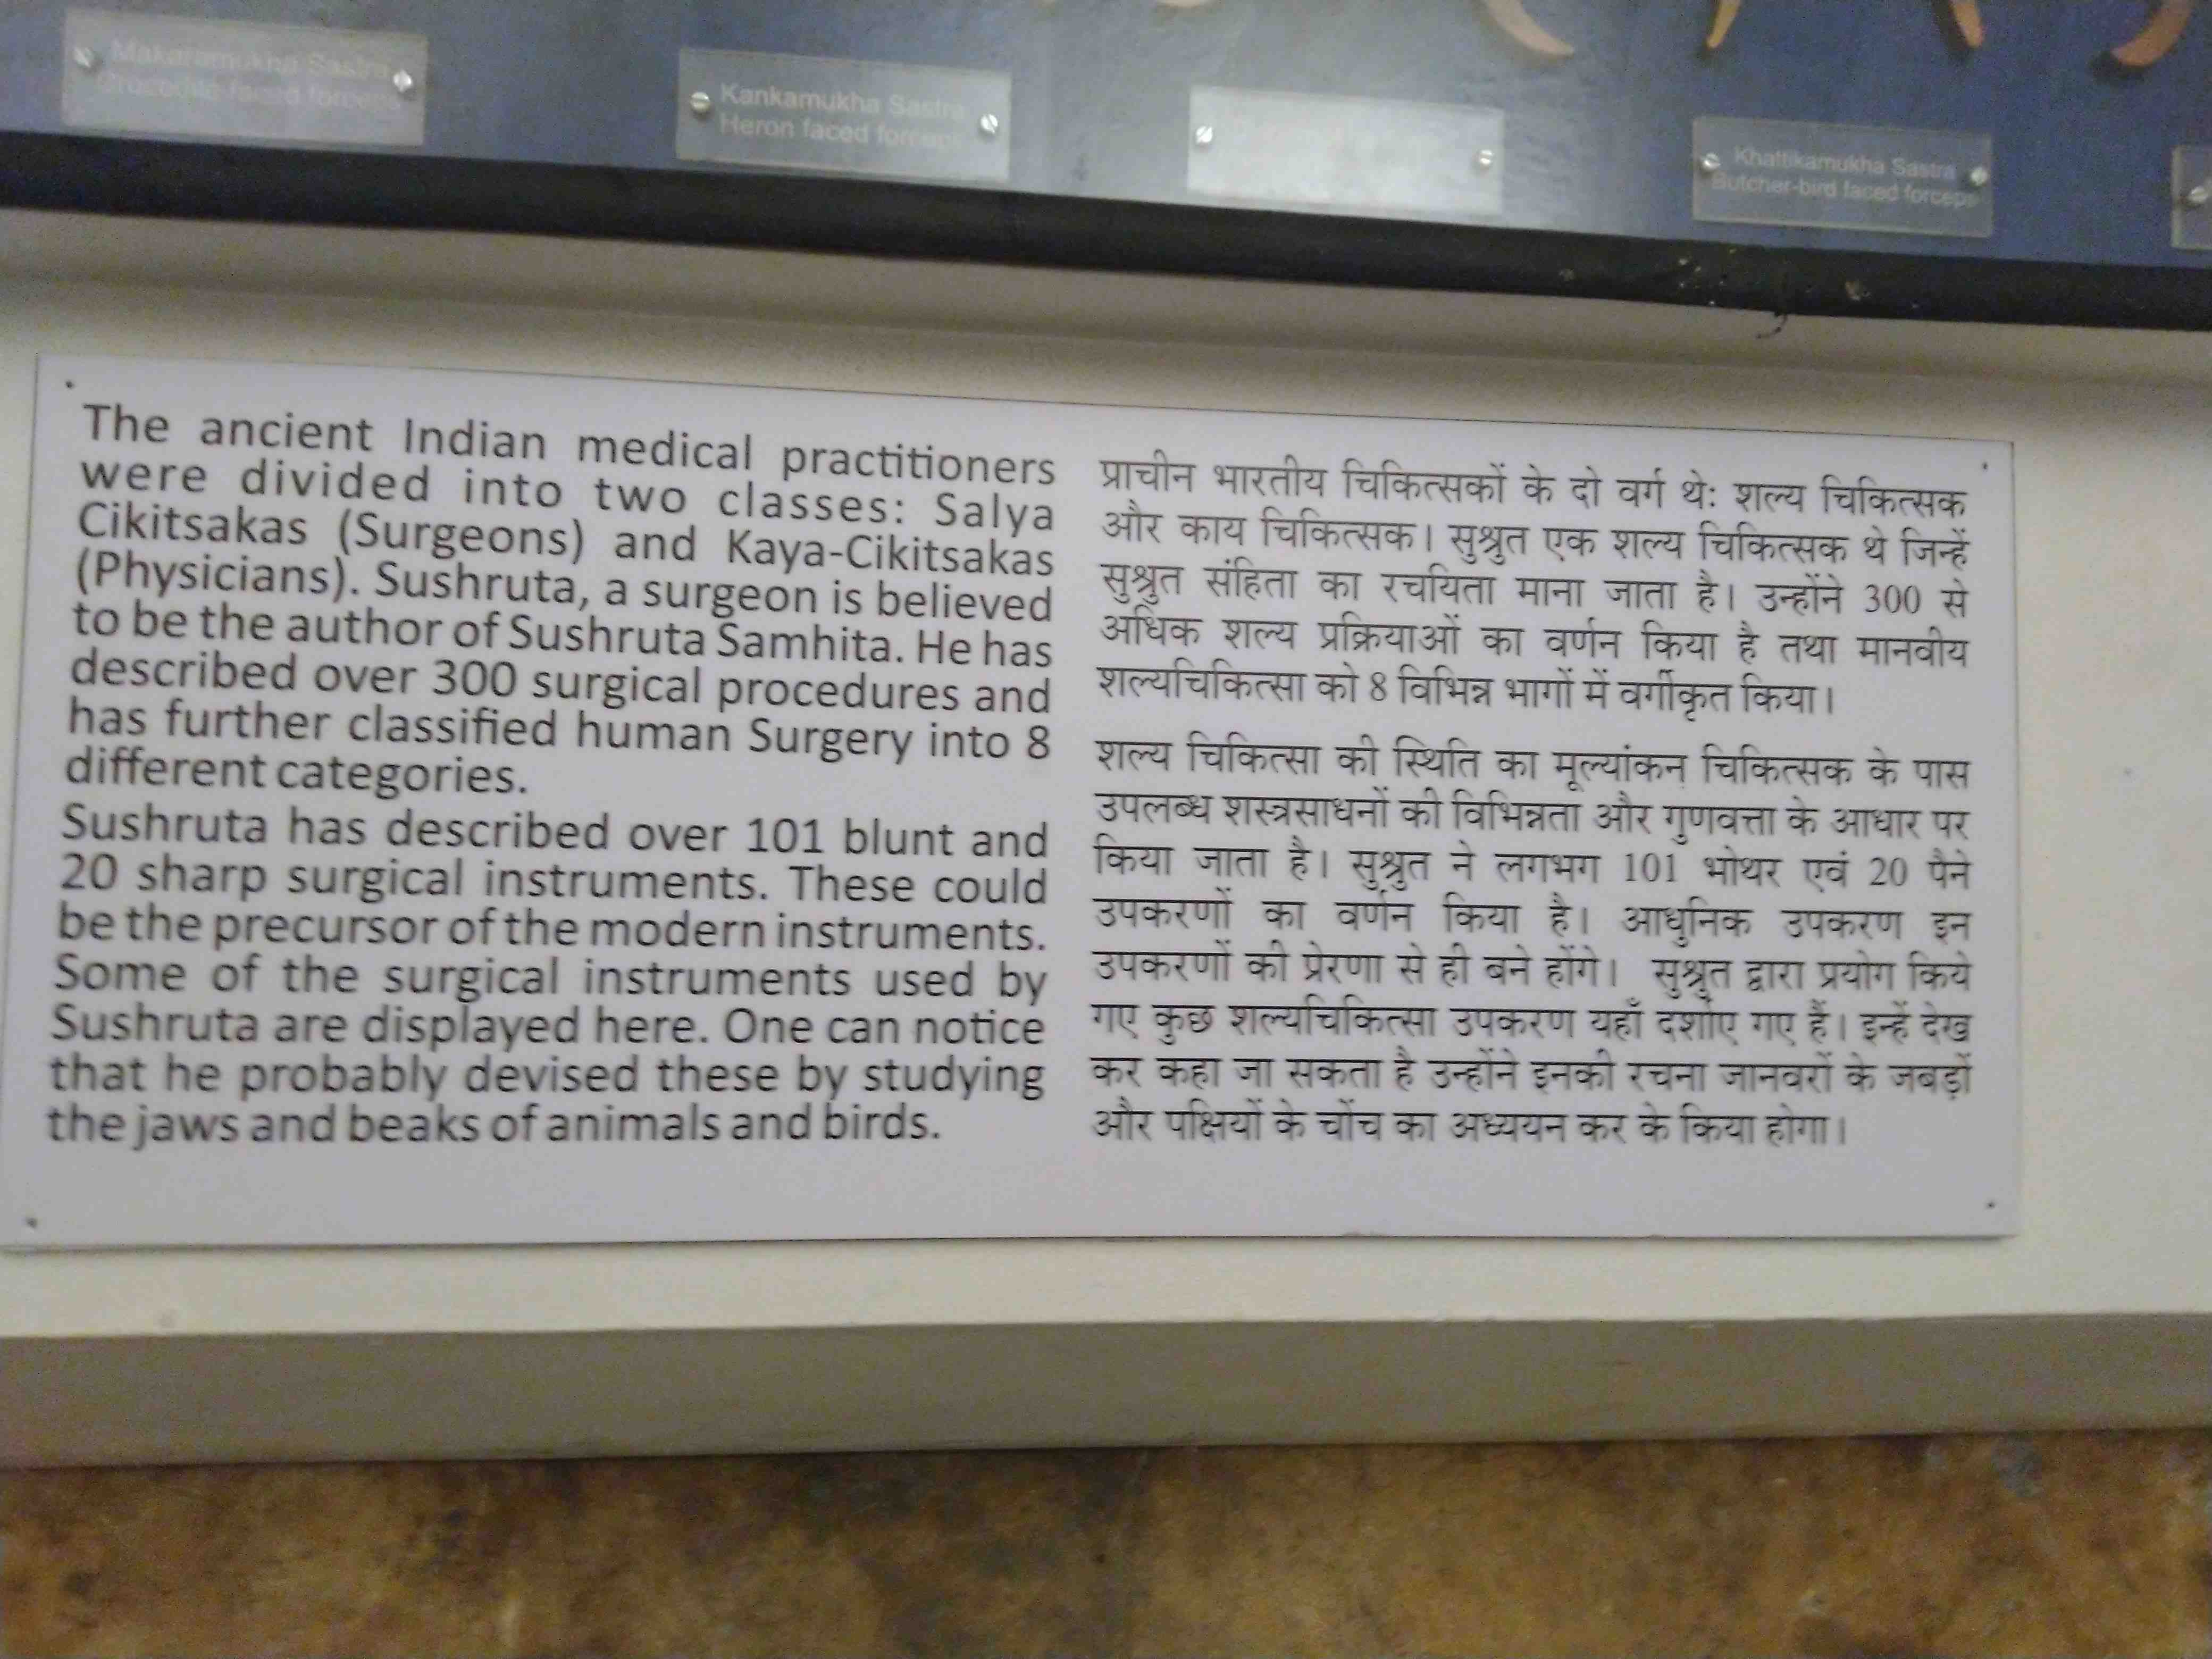 Makaramukha Sastra
Crocodile faced forceps
Kankamukha Sastra
Heron faced forceps
Khattikamukha Sastra
Butcher-bird faced forceps
The ancient Indian medical practitioners
were divided into two classes: Salya
Cikitsakas (Surgeons) and Kaya-Cikitsakas
(Physicians). Sushruta, a surgeon is believed
to be the author of Sushruta Samhita. He has
described over 300 surgical procedures and
has further classified human Surgery into 8
different categories.
Sushruta has described over 101 blunt and
20 sharp surgical instruments. These could
be the precursor of the modern instruments.
Some of the surgical instruments used by
Sushruta are displayed here. One can notice
that he probably devised these by studying
the jaws and beaks of animals and birds.
प्राचीन भारतीय चिकित्सकों के दो वर्ग थे: शल्य चिकित्सक
और काय चिकित्सक। सुश्रुत एक शल्य चिकित्सक थे जिन्हें
सुश्रुत संहिता का रचयिता माना जाता है। उन्होंने 300 से
अधिक शल्य प्रक्रियाओं का वर्णन किया है तथा मानवीय
शल्यचिकित्सा को 8 विभिन्न भागों में वर्गीकृत किया।
शल्य चिकित्सा की स्थिति का मूल्यांकन चिकित्सक के पास
उपलब्ध शस्त्रसाधनों की विभिन्नता और गुणवत्ता के आधार पर
किया जाता है। सुश्रुत ने लगभग 101 भोथर एवं 20 पैने
उपकरणों का वर्णन किया है। आधुनिक उपकरण इन
उपकरणों की प्रेरणा से ही बने होंगे। सुश्रुत द्वारा प्रयोग किये
गए कुछ शल्यचिकित्सा उपकरण यहाँ दर्शाए गए हैं। इन्हें देख
कर कहा जा सकता है उन्होंने इनकी रचना जानवरों के जबड़ों
और पक्षियों के चोंच का अध्ययन कर के किया होगा।